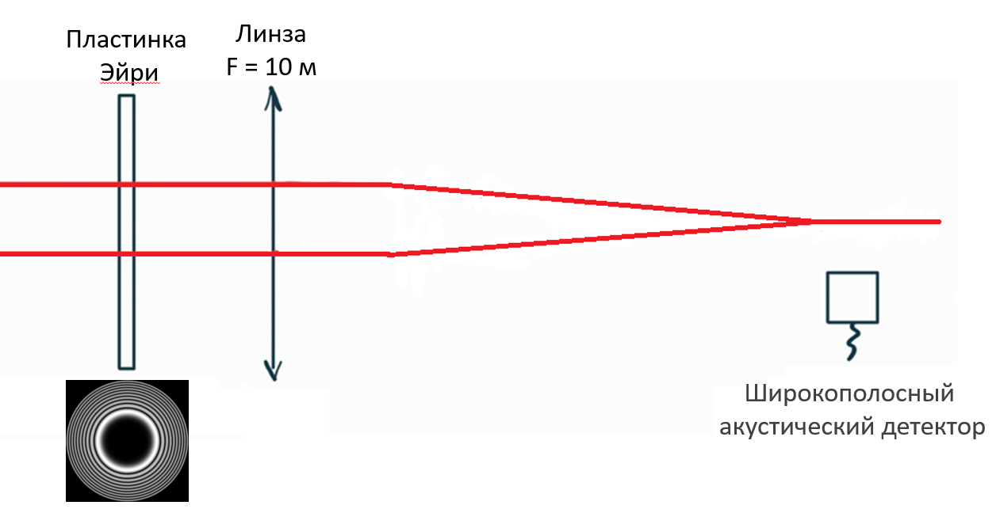 Пластинка
Эйри
Линза
F = 10 м
Широкополосный
акустический детектор